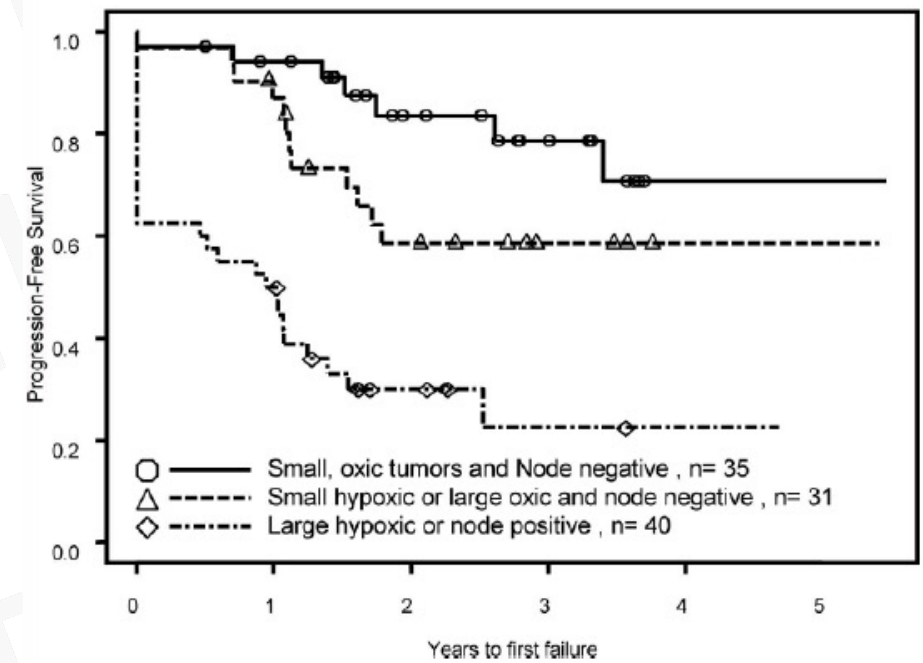 Progression-Free Survival
1.0
0.8
0.6
0.4
0.2
0.0
Small, oxic tumors and Node negative , n= 35
Small hypoxic or large oxic and node negative , n= 31
Large hypoxic or node positive , n= 40
0 1 2 3 4 5
Years to first failure